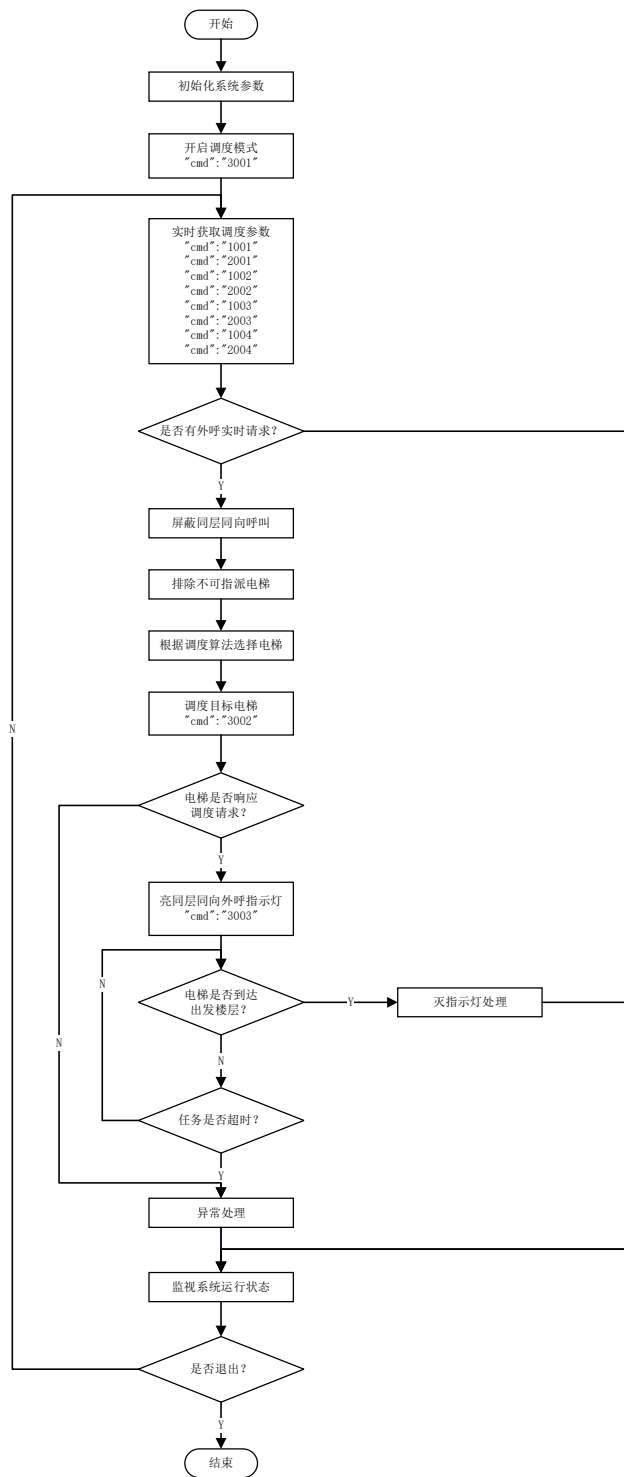 开始
初始化系统参数
开启调度模式
"cmd":"3001"
实时获取调度参数
"cmd":"1001"
"cmd":"2001"
"cmd":"1002"
"cmd":"2002"
"cmd":"1003"
"cmd":"2003"
"cmd":"1004"
"cmd":"2004"
是否有外呼实时请求？
Y
屏蔽同层同向呼叫
排除不可指派电梯
根据调度算法选择电梯
调度目标电梯
"cmd":"3002"
N
电梯是否响应
调度请求？
Y
亮同层同向外呼指示灯
"cmd":"3003"
N
电梯是否到达
出发楼层？
Y
灭指示灯处理
N
N
任务是否超时？
Y
异常处理
监视系统运行状态
是否退出？
Y
结束